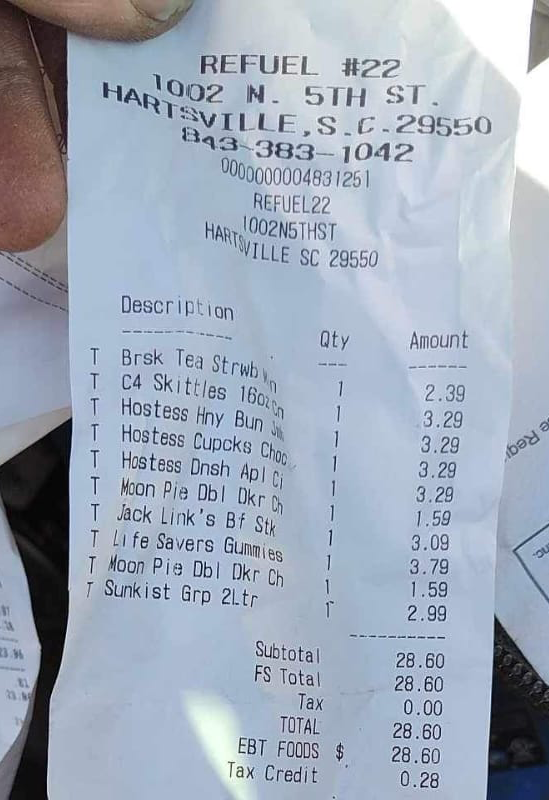 REFUEL #22
1002 N. 5TH ST.
HARTSVILLE,S.C.29550
843-383-1042
0000000004831251
REFUEL22
1002N5THST
HARTSVILLE SC 29550
Description Qty Amount
T Brsk Tea Strwb 1 2.39
T C4 Skittles 16oz Cn 1 3.29
T Hostess Hny Bun 1 3.29
T Hostess Cupcks Choc 1 3.29
T Hostess Dnsh Apl Ci 1 3.29
T Moon Pie Dbl Dkr Ch 1 1.59
T Jack Link's Bf Stk 1 3.09
T Life Savers Gummies 1 3.79
T Moon Pie Dbl Dkr Ch 1 1.59
T Sunkist Grp 2Ltr 1 2.99
Subtotal 28.60
FS Total 28.60
Tax 0.00
TOTAL 28.60
EBT FOODS $ 28.60
Tax Credit 0.28